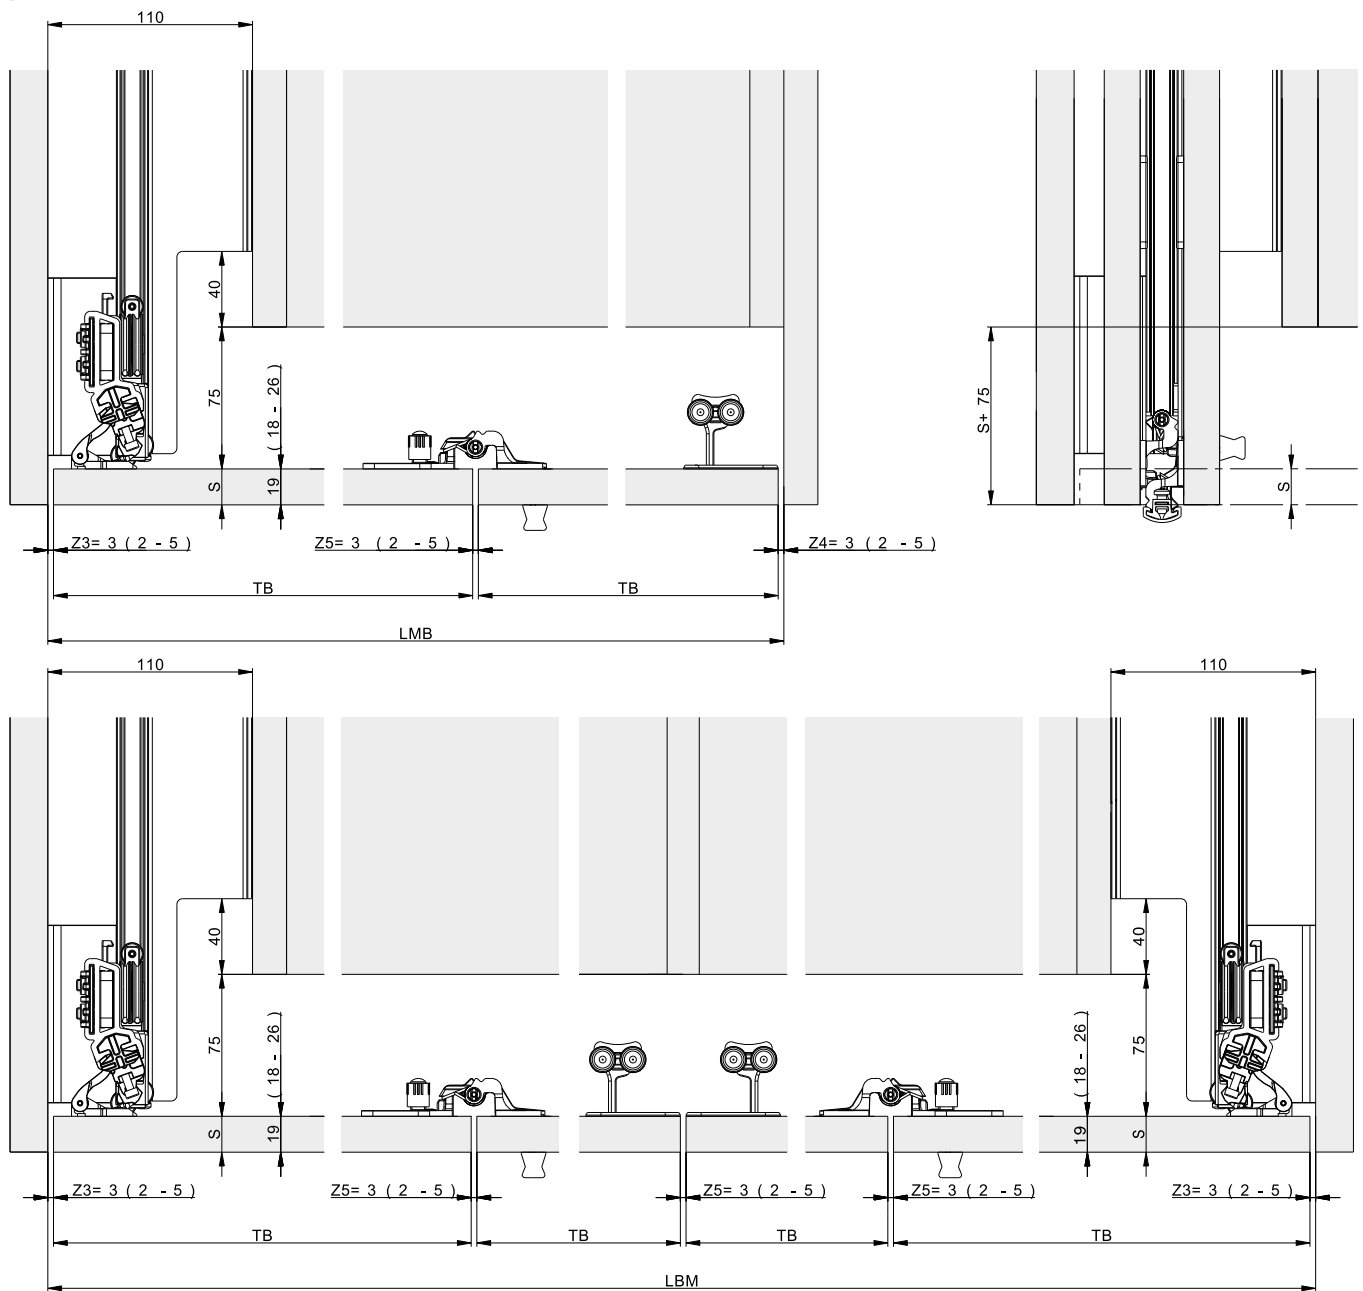 110
40
75
( 18 - 26 )
S
19
S+ 75
S
Z3= 3 ( 2 - 5 )
Z5= 3 ( 2 - 5 )
Z4= 3 ( 2 - 5 )
TB
TB
LMB
110
110
40
40
75
( 18 - 26 )
( 18 - 26 )
75
S
19
19
S
Z3= 3 ( 2 - 5 )
Z5= 3 ( 2 - 5 )
Z5= 3 ( 2 - 5 )
Z5= 3 ( 2 - 5 )
Z3= 3 ( 2 - 5 )
TB
TB
TB
TB
LBM